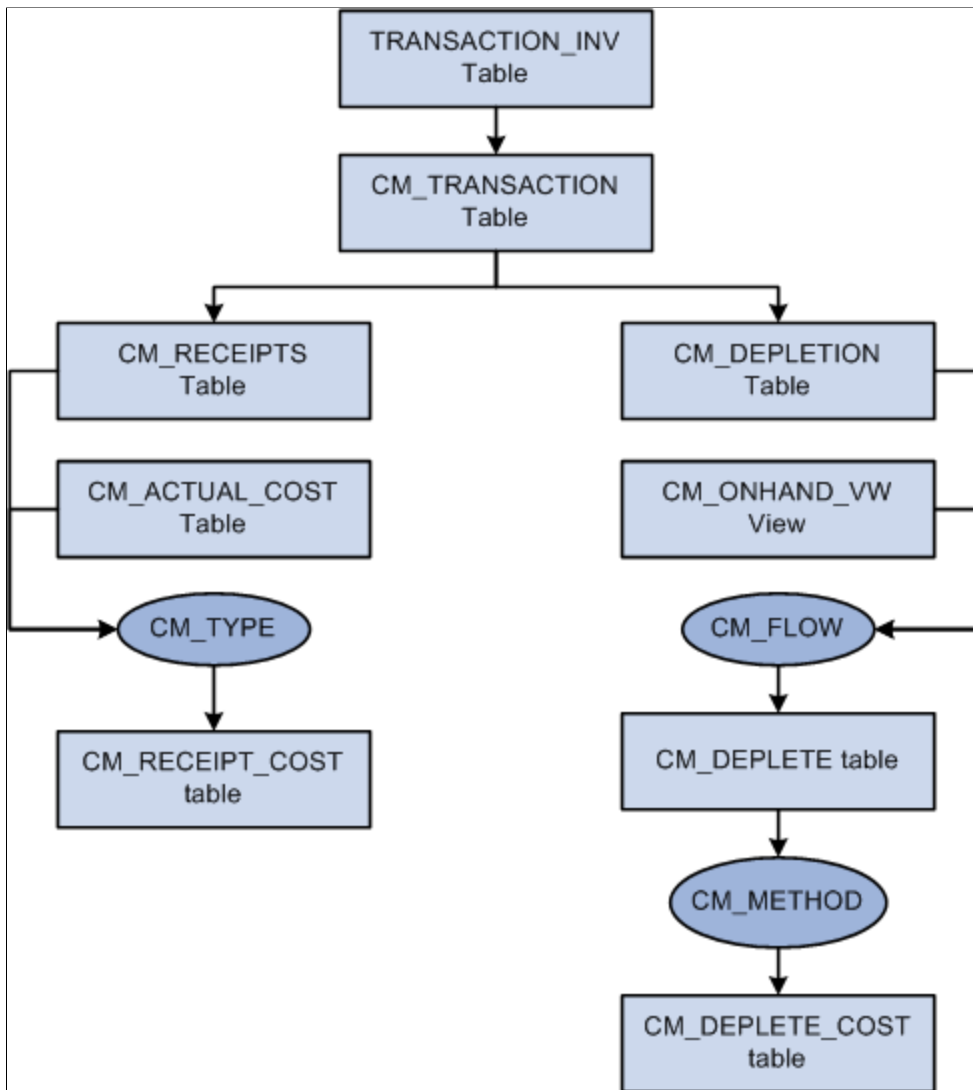 TRANSACTION_INV
Table
CM_TRANSACTION
Table
CM_RECEIPTS
Table
CM_DEPLETION
Table
CM_ACTUAL_COST
Table
CM_ONHAND_VW
View
CM_TYPE
CM_FLOW
CM_RECEIPT_COST
table
CM_DEPLETE table
CM_METHOD
CM_DEPLETE_COST
table